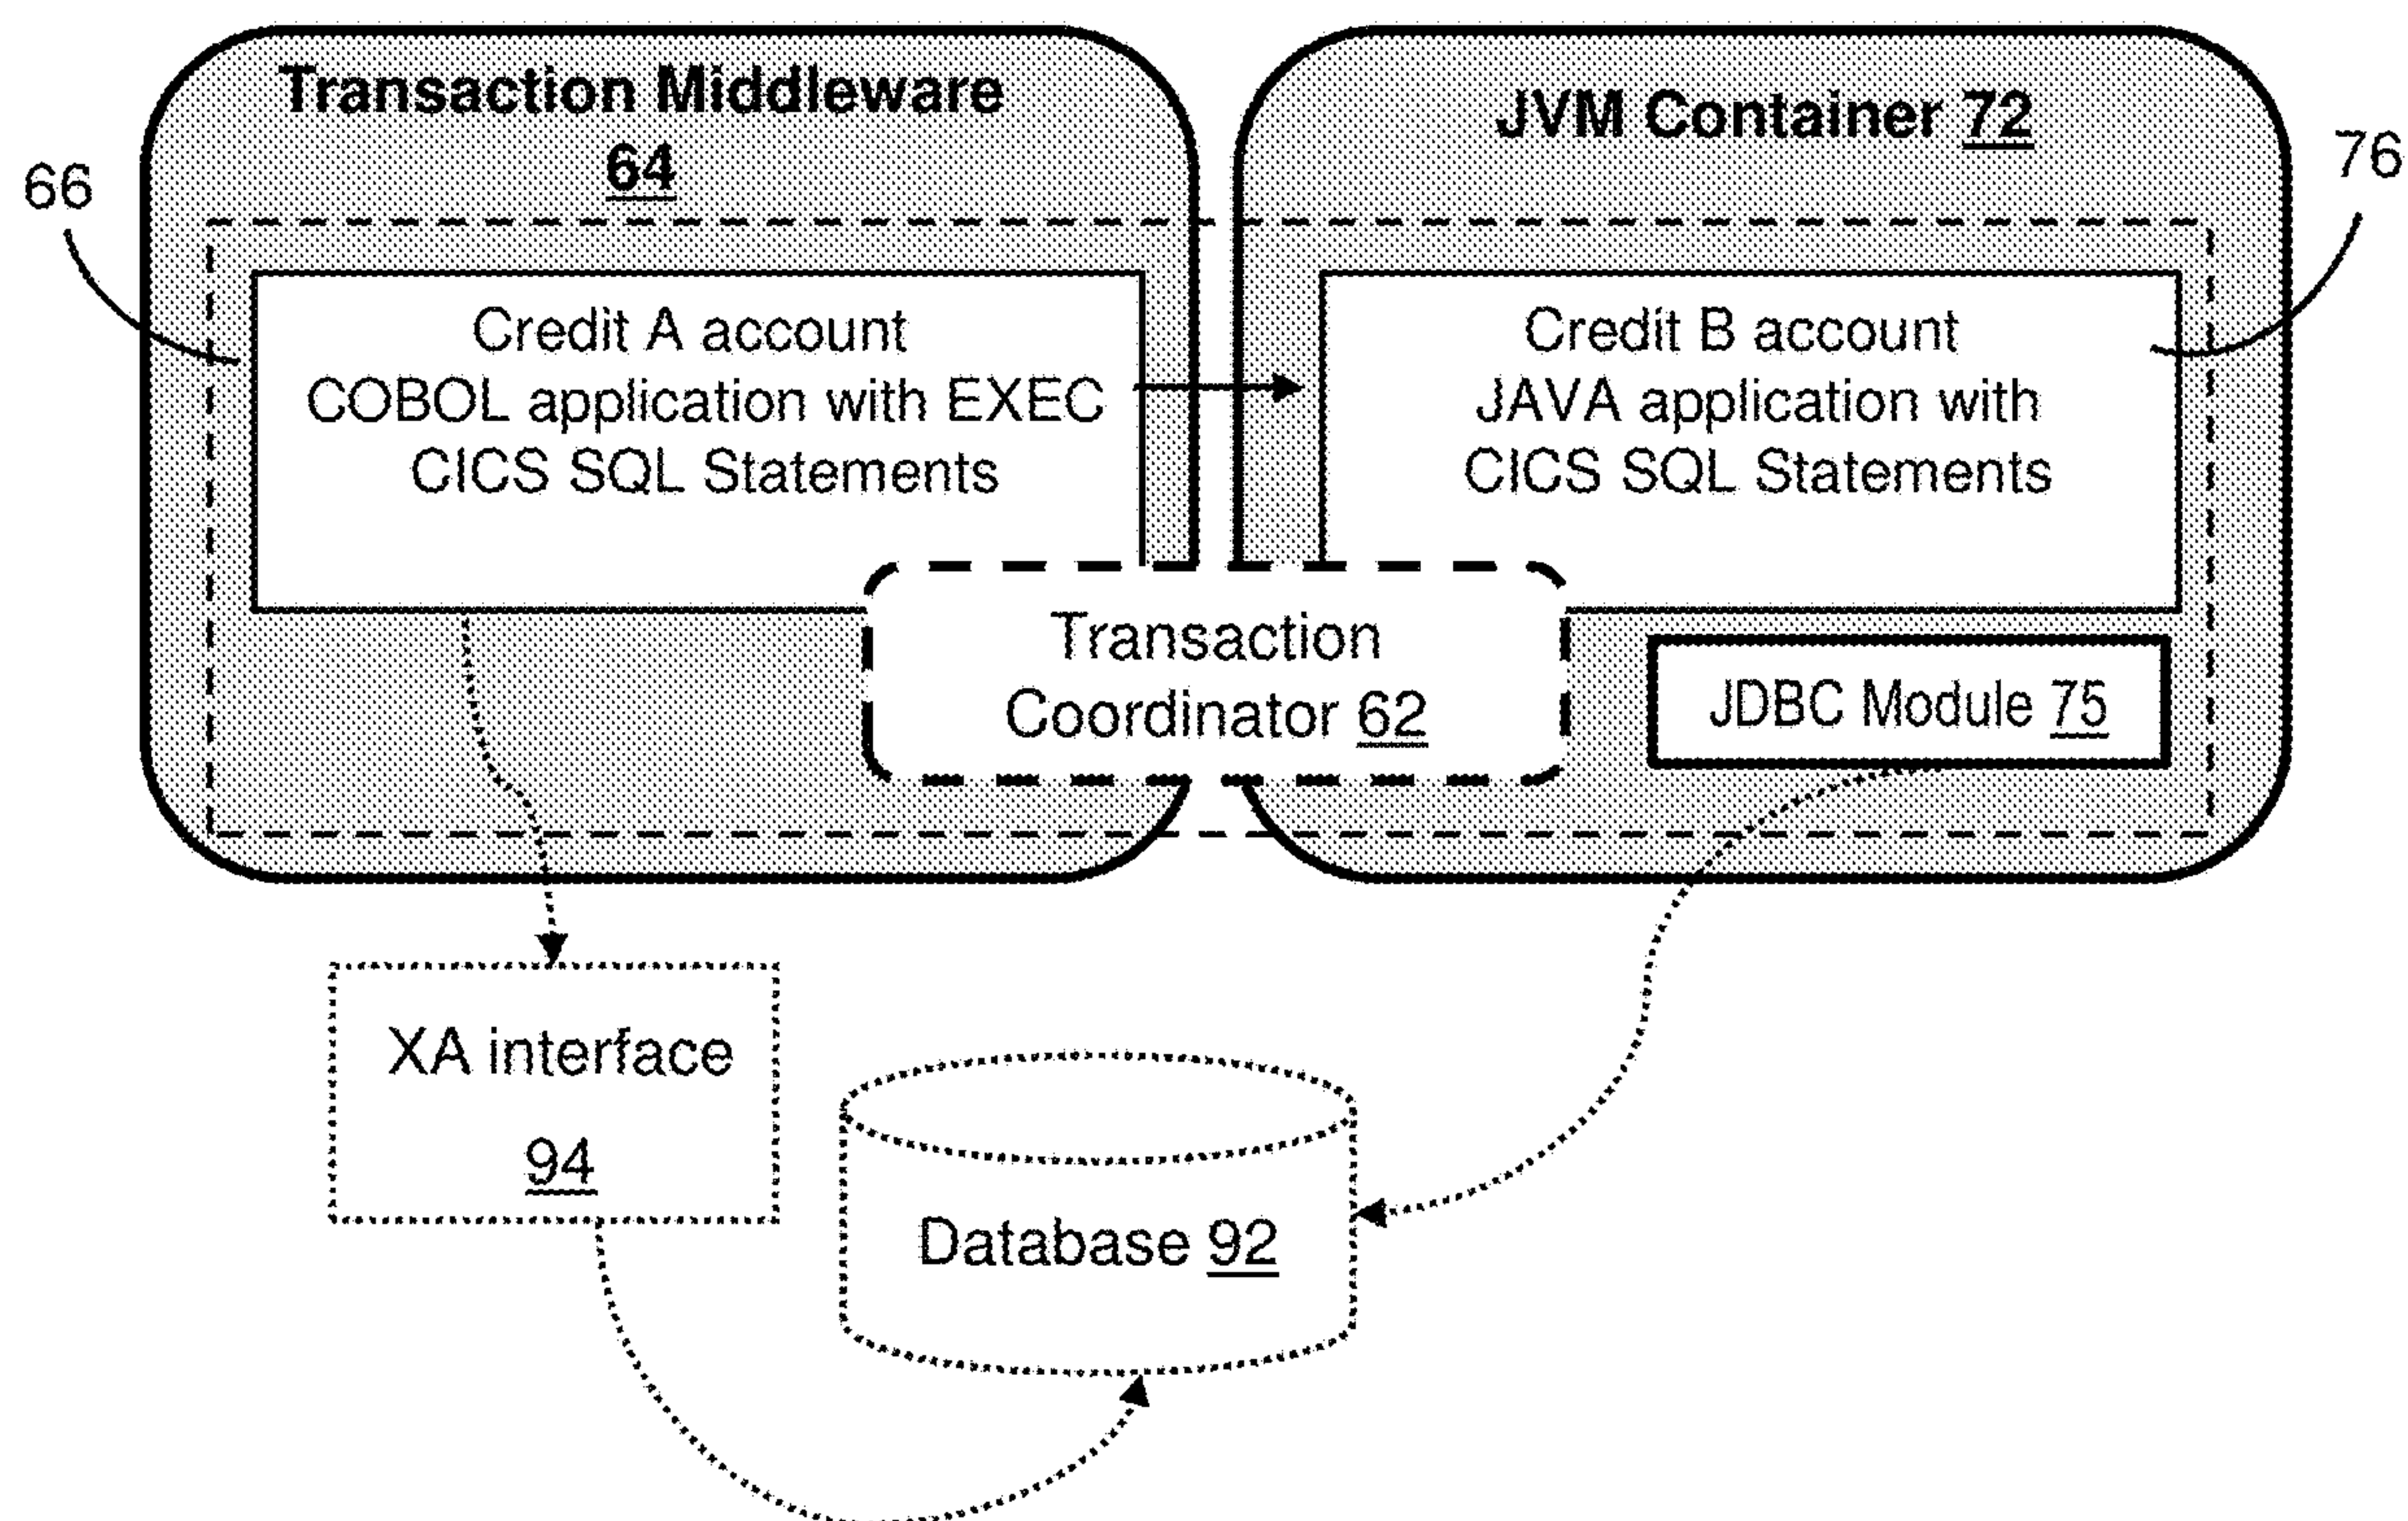 Transaction Middleware
64
JVM Container 72
66
76
Credit A account
COBOL application with EXEC
CICS SQL Statements
Credit B account
JAVA application with
CICS SQL Statements
Transaction
Coordinator 62
JDBC Module 75
XA interface
94
Database 92